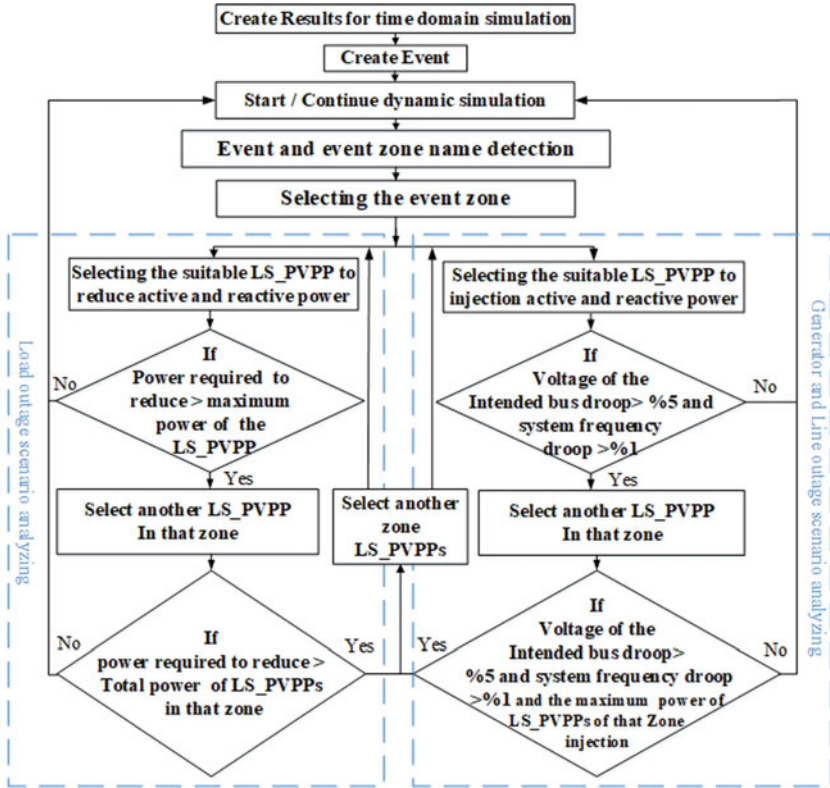 Create Results for time domain simulation
Create Event
Start / Continue dynamic simulation
Event and event zone name detection
Selecting the event zone
Load outage scenario analyzing
Selecting the suitable LS_PVPP to
reduce active and reactive power
If
Power required to
reduce > maximum
power of the
LS_PVPP
No
Yes
Select another LS_PVPP
In that zone
If
power required to reduce >
Total power of LS_PVPPs
in that zone
No
Yes
Select another
zone
LS_PVPPs
Generator and Line outage scenario analyzing
Selecting the suitable LS_PVPP to
injection active and reactive power
If
Voltage of the
Intended bus droop> %5 and
system frequency
droop >%1
No
Yes
Select another LS_PVPP
In that zone
If
Voltage of the
Intended bus droop>
%5 and system frequency droop
>%1 and the maximum power of
LS_PVPPs of that Zone
injection
Yes
No